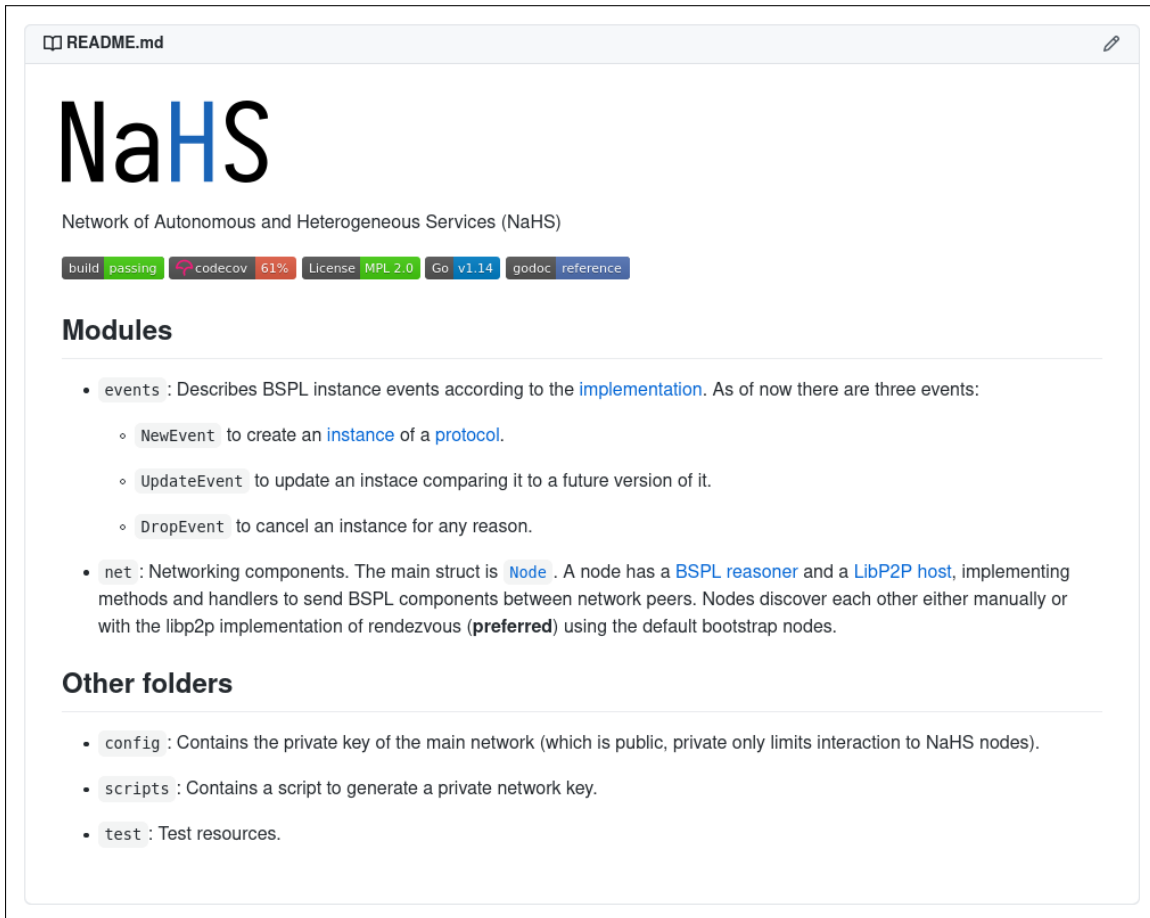 README.md
NaHS
Network of Autonomous and Heterogeneous Services (NaHS)
build passing codecov 61% License MPL 2.0 Go v1.14 godoc reference
Modules
• events : Describes BSPL instance events according to the implementation. As of now there are three events:
◦ NewEvent to create an instance of a protocol.
◦ UpdateEvent to update an instace comparing it to a future version of it.
◦ DropEvent to cancel an instance for any reason.
• net : Networking components. The main struct is Node . A node has a BSPL reasoner and a LibP2P host, implementing
methods and handlers to send BSPL components between network peers. Nodes discover each other either manually or
with the libp2p implementation of rendezvous (preferred) using the default bootstrap nodes.
Other folders
• config : Contains the private key of the main network (which is public, private only limits interaction to NaHS nodes).
• scripts : Contains a script to generate a private network key.
• test : Test resources.